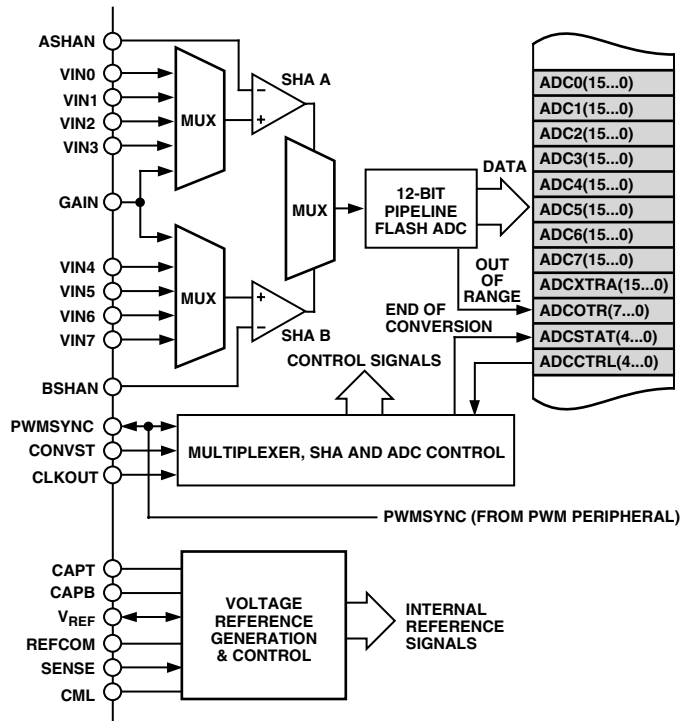 ASHAN
VIN0
VIN1
VIN2
VIN3
GAIN
VIN4
VIN5
VIN6
VIN7
BSHAN
PWMSYNC
CONVST
CLKOUT
MUX
SHA A
MUX
SHA B
MUX
12-BIT
PIPELINE
FLASH ADC
DATA
OUT
OF
RANGE
END OF
CONVERSION
CONTROL SIGNALS
ADC0(15...0)
ADC1(15...0)
ADC2(15...0)
ADC3(15...0)
ADC4(15...0)
ADC5(15...0)
ADC6(15...0)
ADC7(15...0)
ADCXTRA(15...0)
ADCOTR(7...0)
ADCSTAT(4...0)
ADCCTRL(4...0)
MULTIPLEXER, SHA AND ADC CONTROL
PWMSYNC (FROM PWM PERIPHERAL)
CAPT
CAPB
VREF
REFCOM
SENSE
CML
VOLTAGE
REFERENCE
GENERATION
& CONTROL
INTERNAL
REFERENCE
SIGNALS